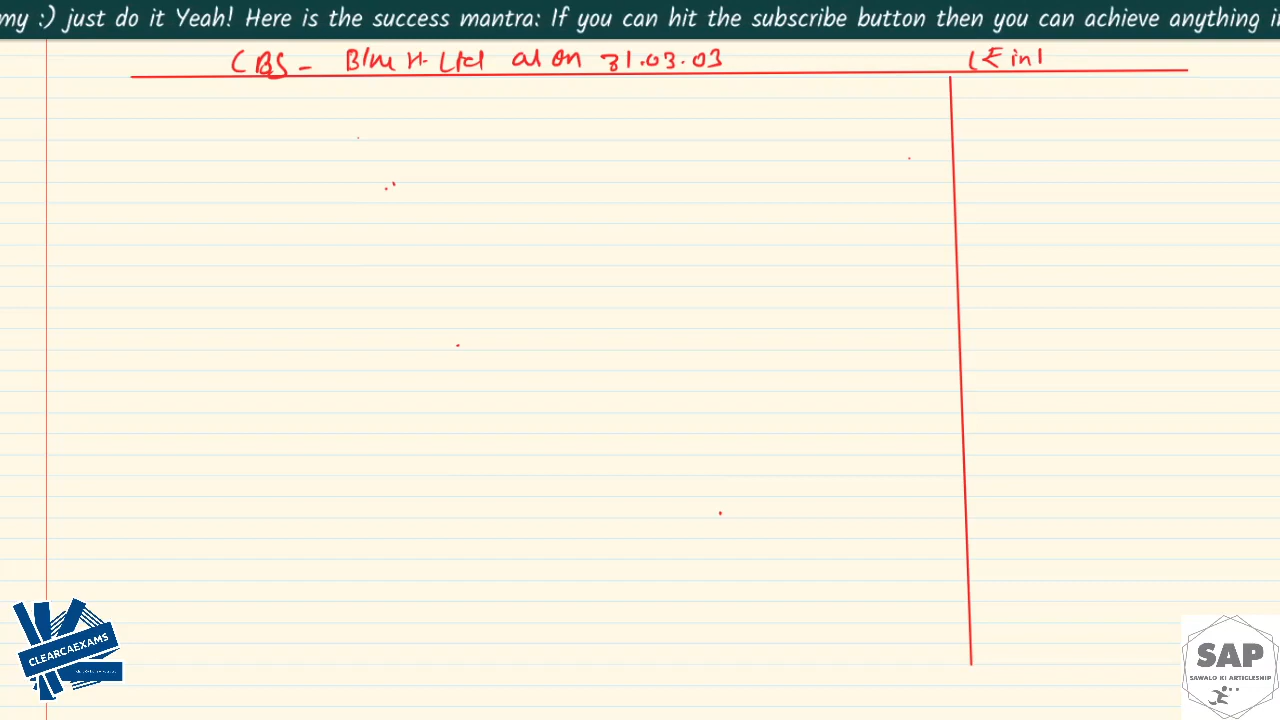 my :) just do it Yeah! Here is the success mantra: If you can hit the subscribe button then you can achieve anything i
CBS - Blue H. Ltd as on 31.03.03 (₹ in l
CLEARCAEXAMS
SAP
SAWALO KI ARTICLESHIP